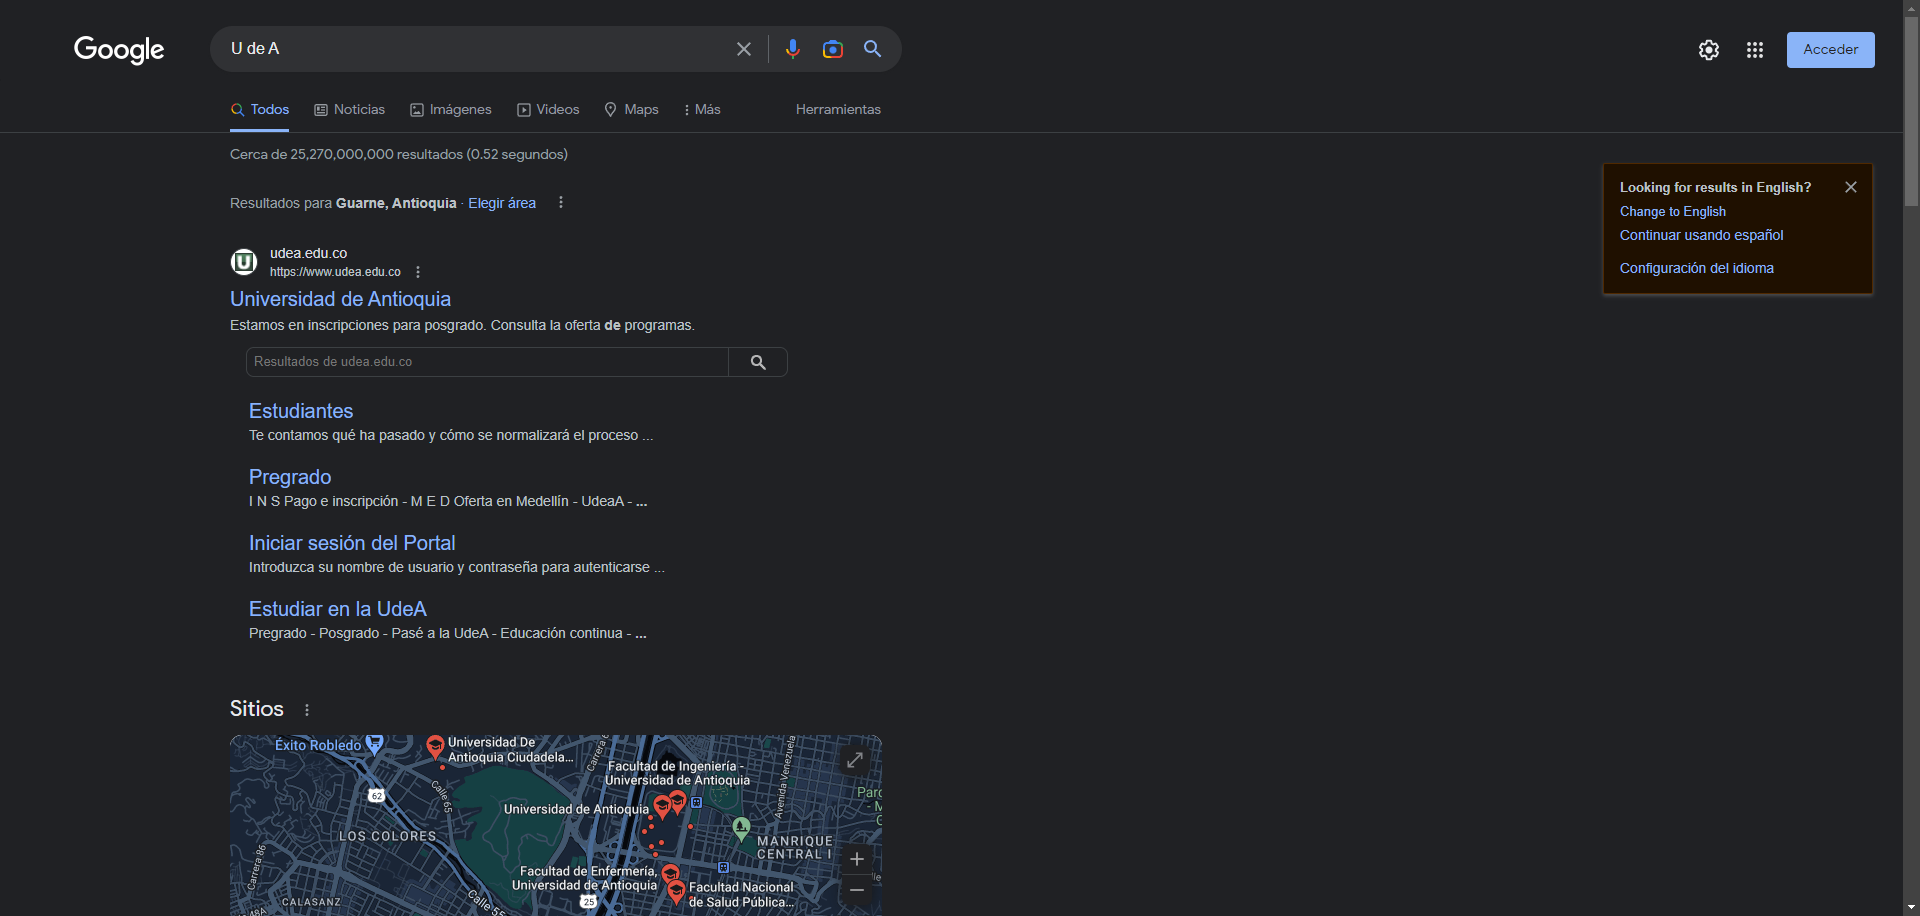 Google
U de A
Acceder
Todos
Noticias
Imágenes
Videos
Maps
Más
Herramientas
Cerca de 25,270,000,000 resultados (0.52 segundos)
Resultados para Guarne, Antioquia · Elegir área
Looking for results in English?
Change to English
Continuar usando español
Configuración del idioma
udea.edu.co
https://www.udea.edu.co
Universidad de Antioquia
Estamos en inscripciones para posgrado. Consulta la oferta de programas.
Resultados de udea.edu.co
Estudiantes
Te contamos qué ha pasado y cómo se normalizará el proceso ...
Pregrado
I N S Pago e inscripción - M E D Oferta en Medellín - UdeaA - ...
Iniciar sesión del Portal
Introduzca su nombre de usuario y contraseña para autenticarse ...
Estudiar en la UdeA
Pregrado - Posgrado - Pasé a la UdeA - Educación continua - ...
Sitios
Éxito Robledo
Universidad De
Antioquia Ciudadela...
Carrera 6
Avenida Venezuela
Facultad de Ingeniería -
Universidad de Antioquia
62
Calle 65
Universidad de Antioquia
LOS COLORES
MANRIQUE
CENTRAL I
Carrera 86
Facultad de Enfermería,
Universidad de Antioquia
Facultad Nacional
de Salud Pública...
CALASANZ
Calle 55
25
48A